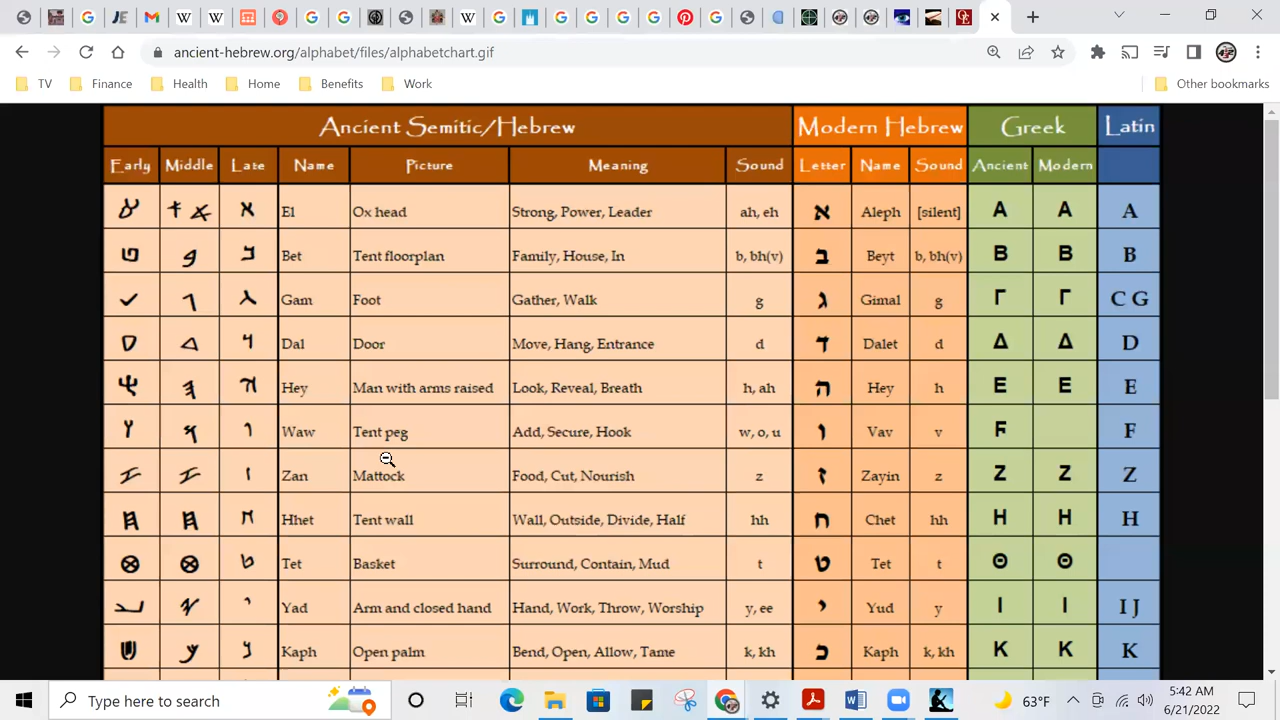 ancient-hebrew.org/alphabet/files/alphabetchart.gif
TV Finance Health Home Benefits Work Other bookmarks
Ancient Semitic/Hebrew Modern Hebrew Greek Latin
Early Middle Late Name Picture Meaning Sound Letter Name Sound Ancient Modern
א El Ox head Strong, Power, Leader ah, eh א Aleph [silent] A A A
Bet Tent floorplan Family, House, In b, bh(v) ב Beyt b, bh(v) B B B
Gam Foot Gather, Walk g ג Gimal g Γ Γ C G
Dal Door Move, Hang, Entrance d ד Dalet d Δ Δ D
Hey Man with arms raised Look, Reveal, Breath h, ah ה Hey h E E E
Waw Tent peg Add, Secure, Hook w, o, u ו Vav v F F
Zan Mattock Food, Cut, Nourish z ז Zayin z Z Z Z
Hhet Tent wall Wall, Outside, Divide, Half hh ח Chet hh H H H
Tet Basket Surround, Contain, Mud t ט Tet t Θ Θ
Yad Arm and closed hand Hand, Work, Throw, Worship y, ee י Yud y I I I J
Kaph Open palm Bend, Open, Allow, Tame k, kh כ Kaph k, kh K K K
Type here to search
63°F
5:42 AM
6/21/2022